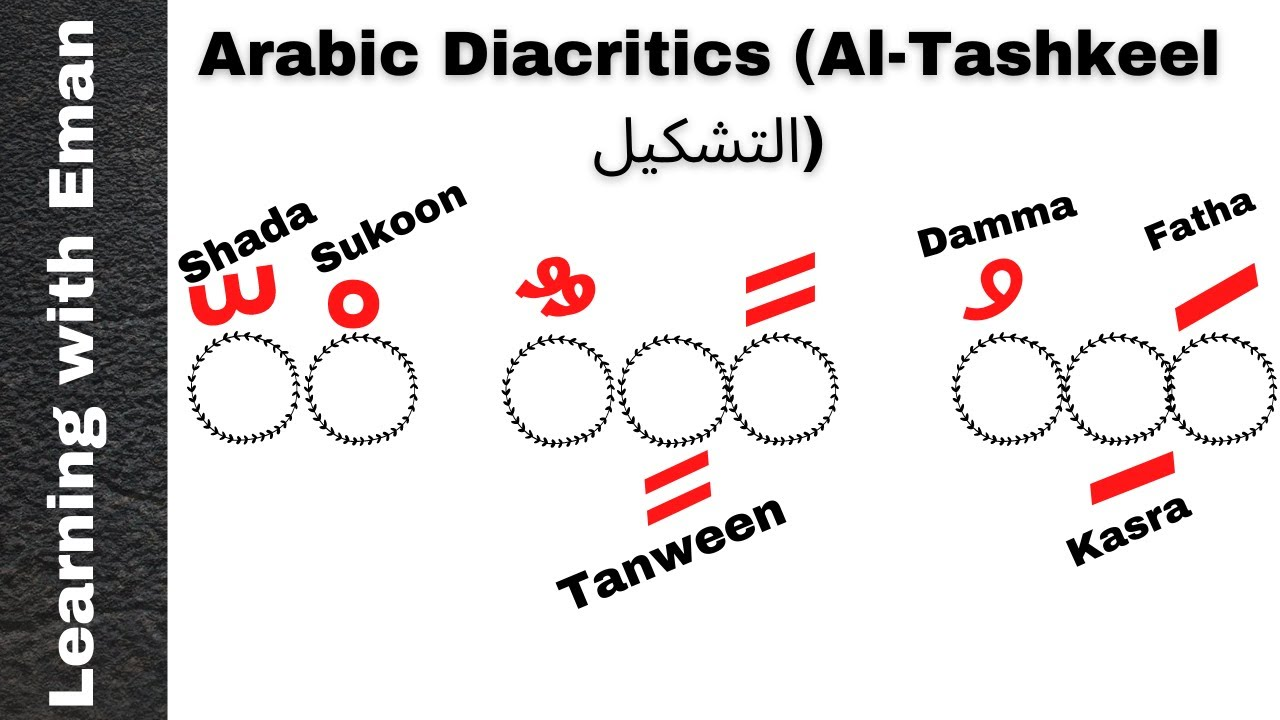 Learning with Eman
Arabic Diacritics (Al-Tashkeel
التشكيل)
Shada
Sukoon
Damma
Fatha
Tanween
Kasra